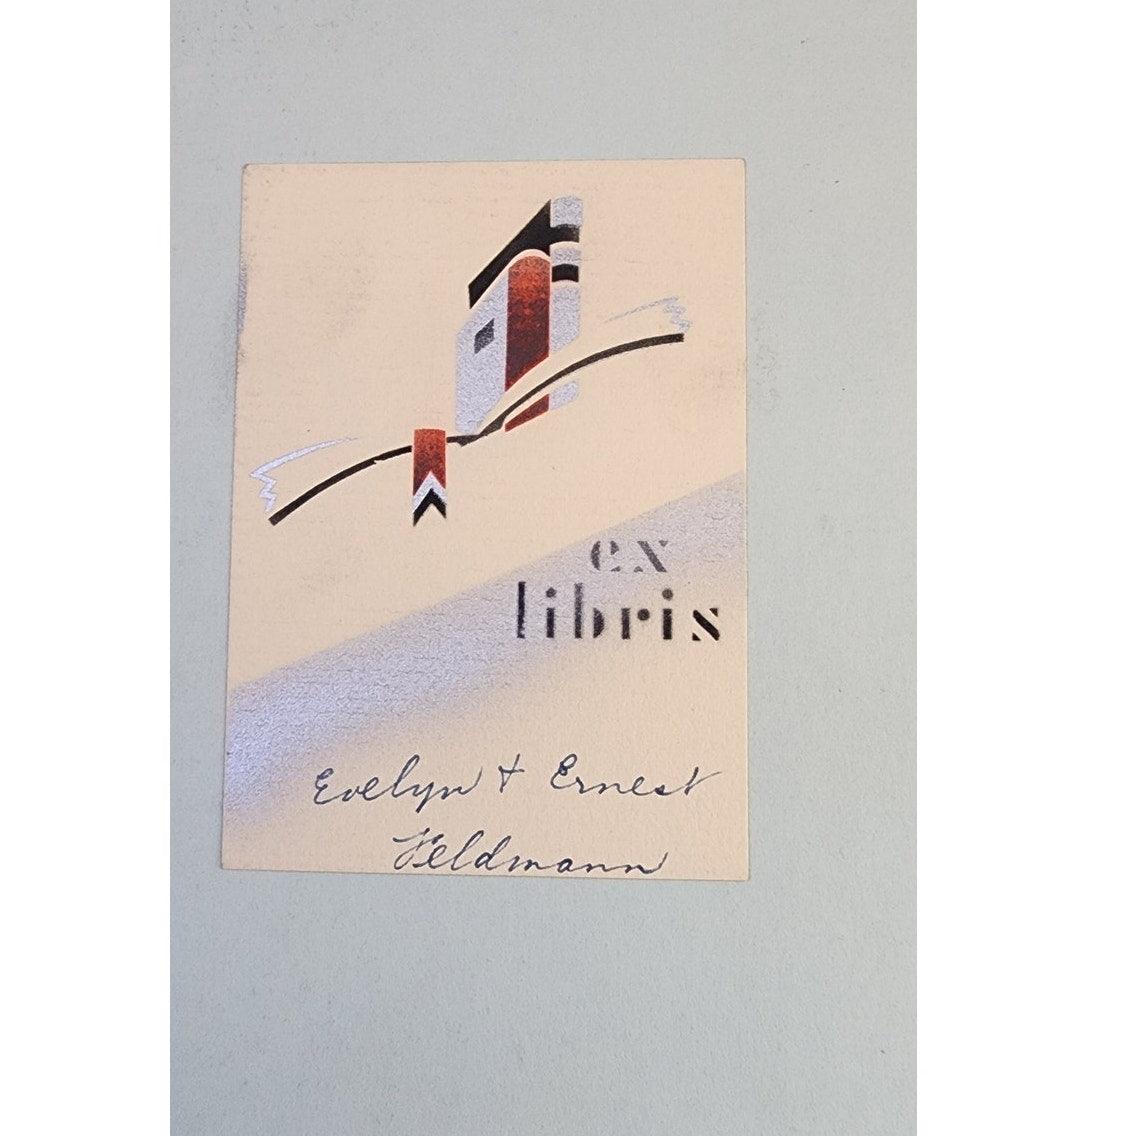 ex
libris
Evelyn + Ernest
Feldmann